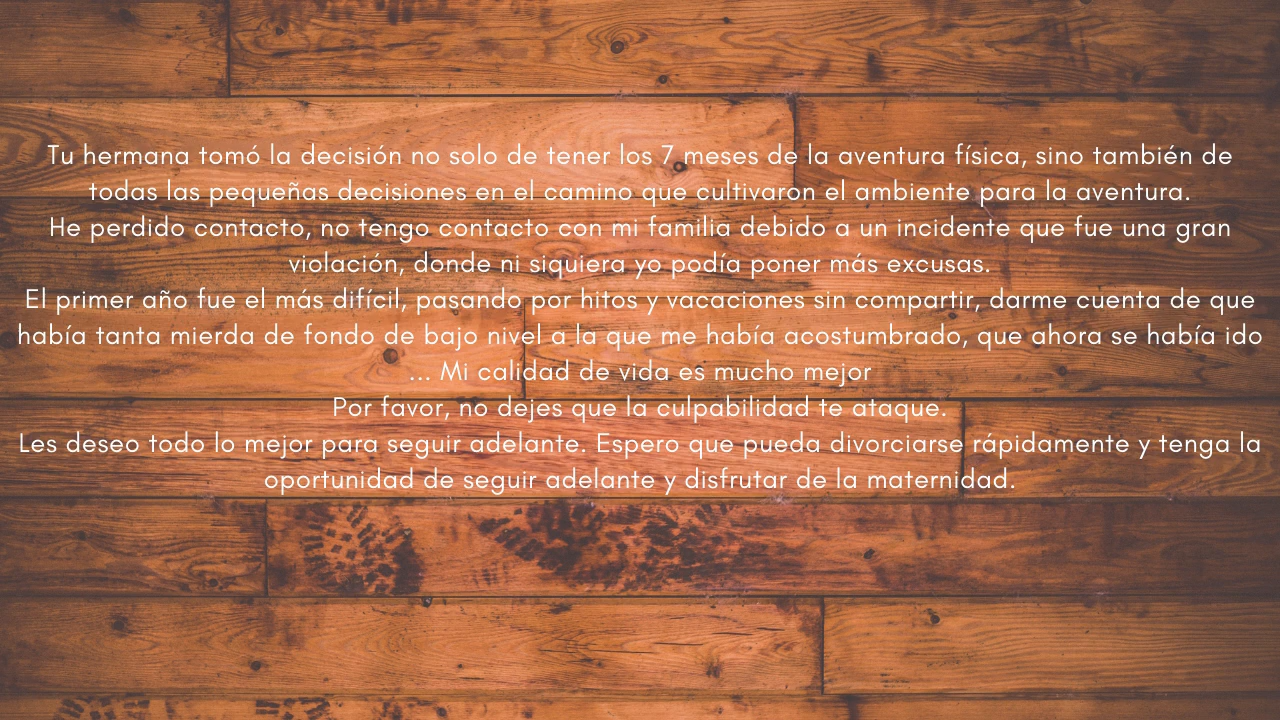 Tu hermana tomó la decisión no solo de tener los 7 meses de la aventura física, sino también de
todas las pequeñas decisiones en el camino que cultivaron el ambiente para la aventura.
He perdido contacto, no tengo contacto con mi familia debido a un incidente que fue una gran
violación, donde ni siquiera yo podía poner más excusas.
El primer año fue el más difícil, pasando por hitos y vacaciones sin compartir, darme cuenta de que
había tanta mierda de fondo de bajo nivel a la que me había acostumbrado, que ahora se había ido
... Mi calidad de vida es mucho mejor
Por favor, no dejes que la culpabilidad te ataque.
Les deseo todo lo mejor para seguir adelante. Espero que pueda divorciarse rápidamente y tenga la
oportunidad de seguir adelante y disfrutar de la maternidad.